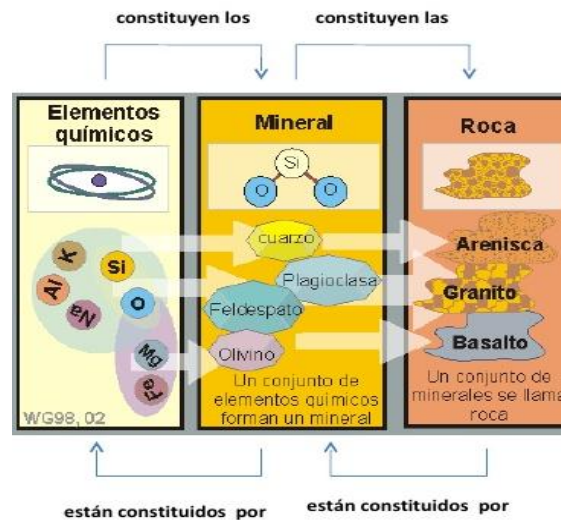 constituyen los
constituyen las
Elementos
químicos
K
Si
Al
Na
O
Mg
Fe
WG98, 02
Mineral
Si
O
O
cuarzo
Plagioclasa
Feldespato
Olivino
Un conjunto de
elementos químicos
forman un mineral
Roca
Arenisca
Granito
Basalto
Un conjunto de
minerales se llama
roca
están constituidos por
están constituidos por